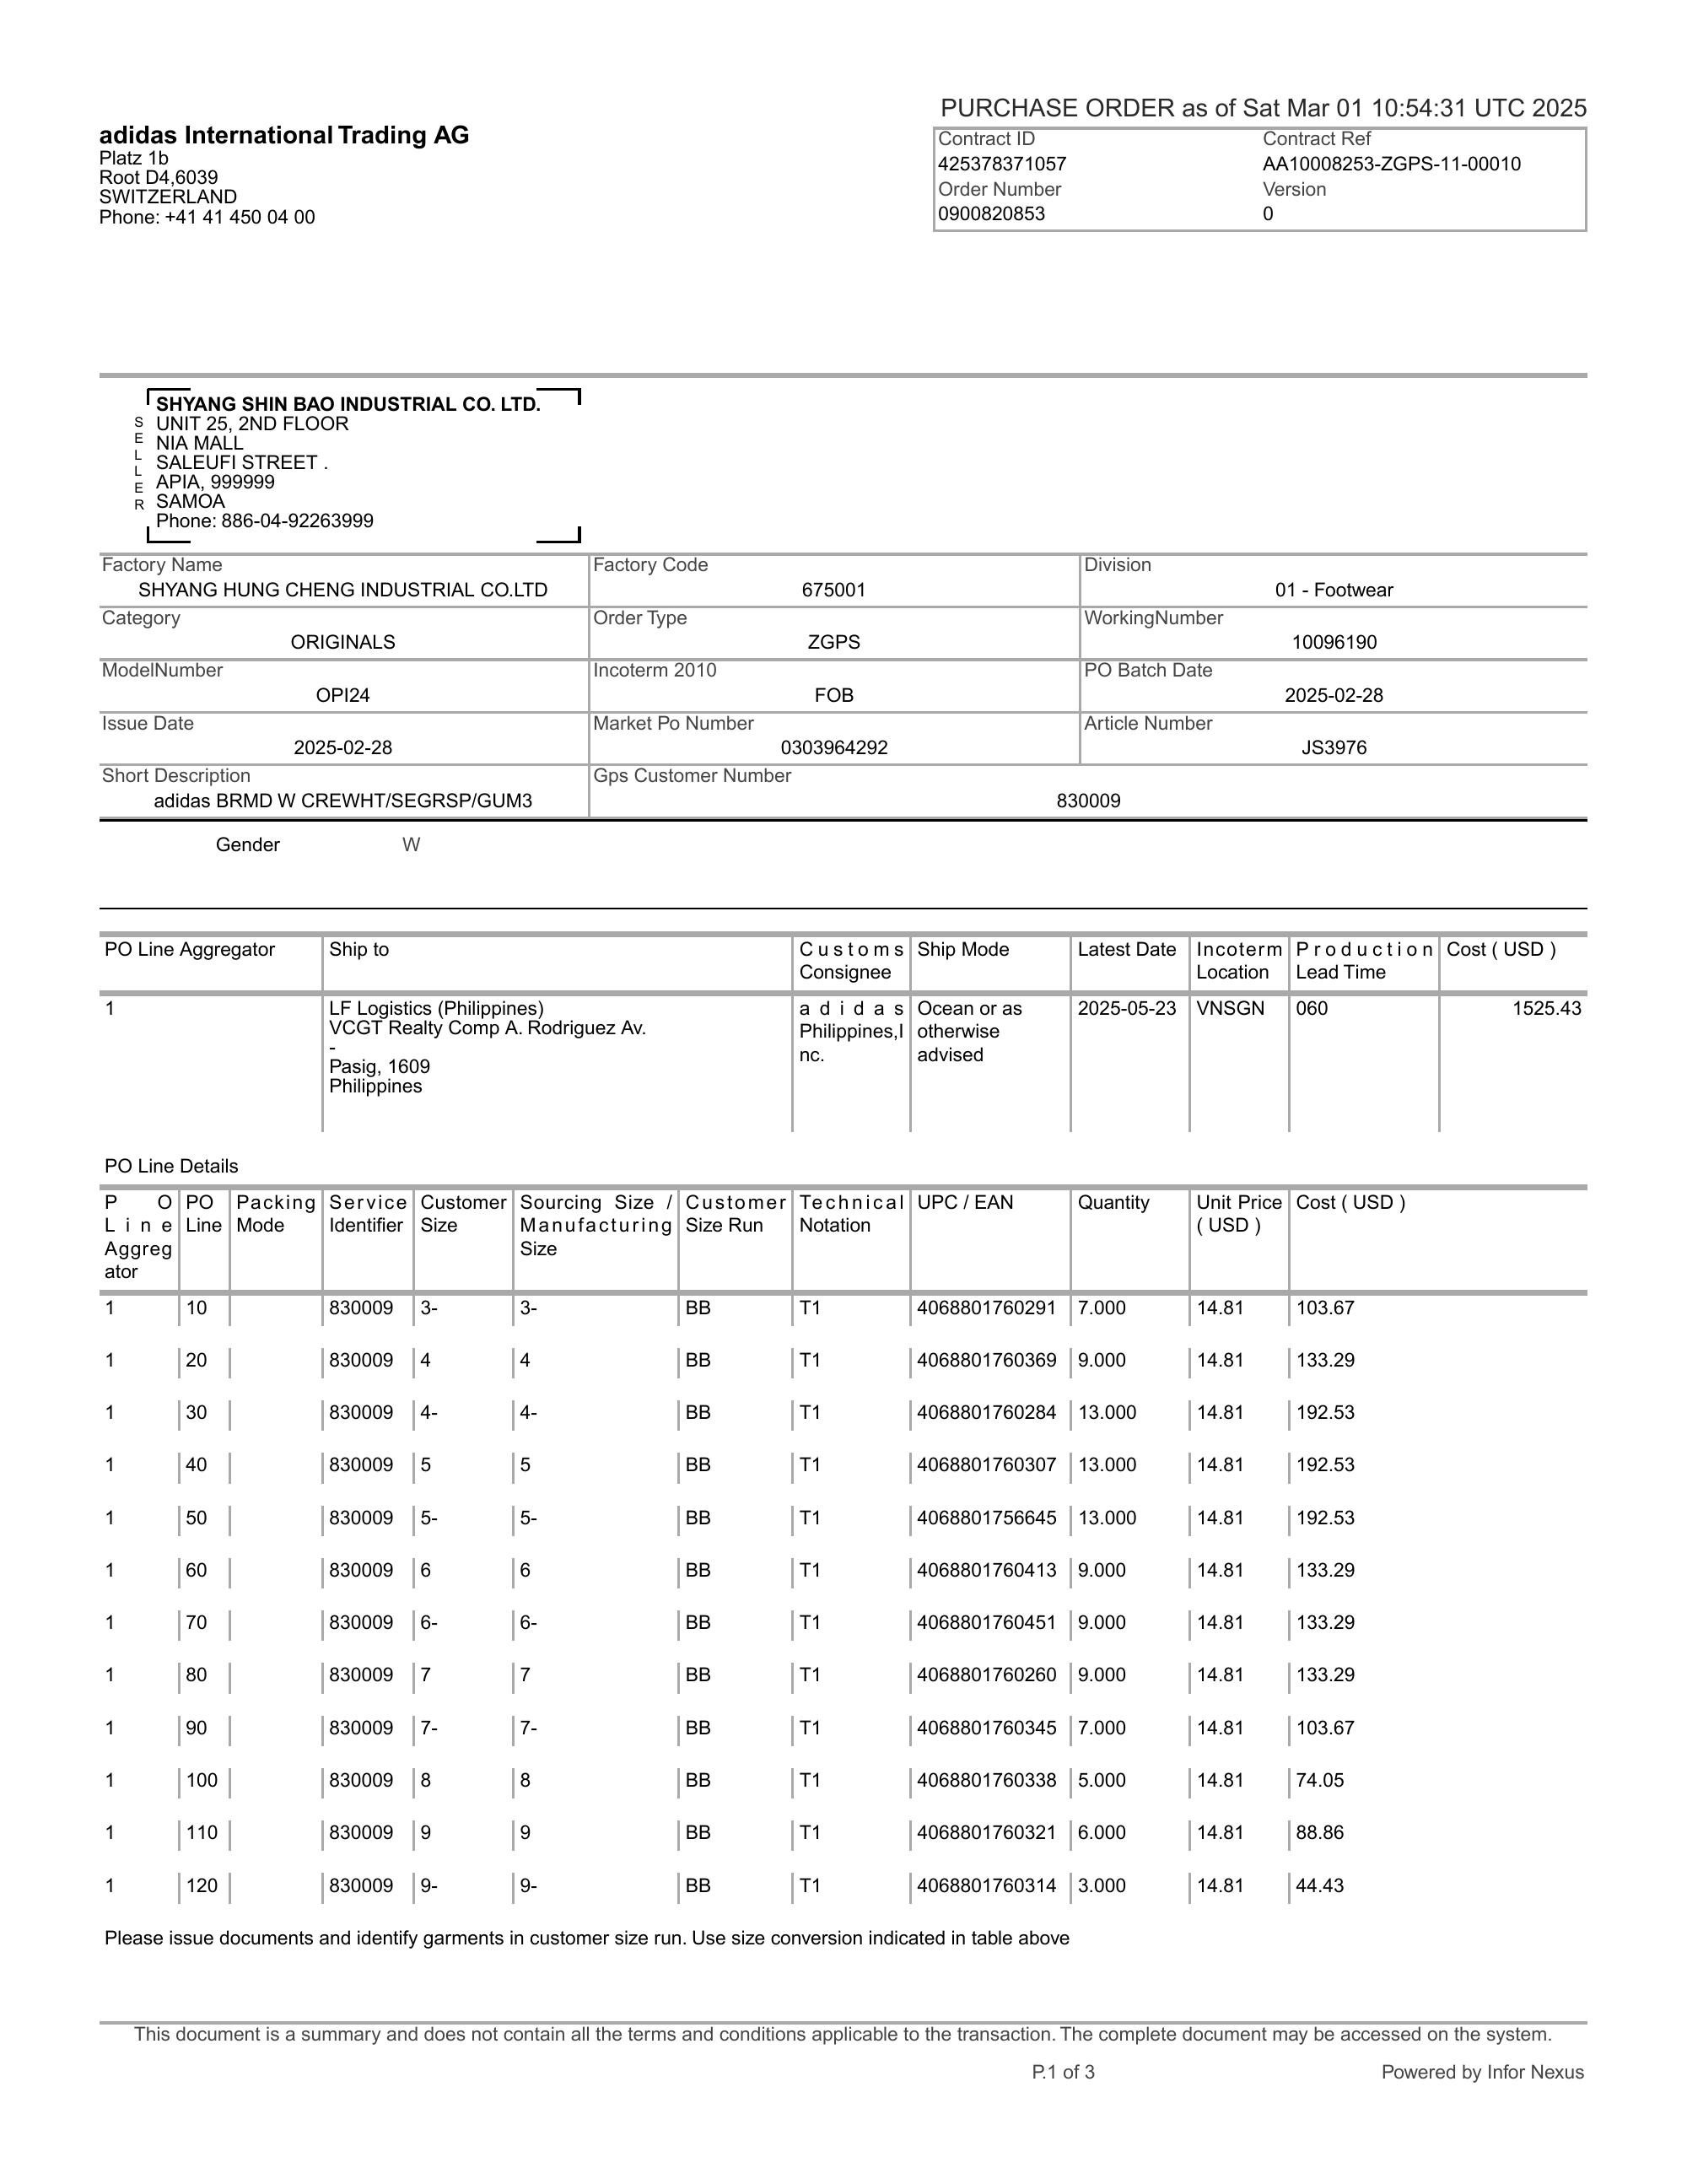 PURCHASE ORDER as of Sat Mar 01 10:54:31 UTC 2025
adidas International Trading AG
Platz 1b
Root D4,6039
SWITZERLAND
Phone: +41 41 450 04 00
Contract ID Contract Ref
425378371057 AA10008253-ZGPS-11-00010
Order Number Version
0900820853 0
SELLER
SHYANG SHIN BAO INDUSTRIAL CO. LTD.
UNIT 25, 2ND FLOOR
NIA MALL
SALEUFI STREET .
APIA, 999999
SAMOA
Phone: 886-04-92263999
Factory Name Factory Code Division
SHYANG HUNG CHENG INDUSTRIAL CO.LTD 675001 01 - Footwear
Category Order Type WorkingNumber
ORIGINALS ZGPS 10096190
ModelNumber Incoterm 2010 PO Batch Date
OPI24 FOB 2025-02-28
Issue Date Market Po Number Article Number
2025-02-28 0303964292 JS3976
Short Description Gps Customer Number
adidas BRMD W CREWHT/SEGRSP/GUM3 830009
Gender W
PO Line Aggregator Ship to Customs Ship Mode Latest Date Incoterm Production Cost ( USD )
Consignee Location Lead Time
1 LF Logistics (Philippines) adidas Ocean or as 2025-05-23 VNSGN 060 1525.43
VCGT Realty Comp A. Rodriguez Av. Philippines,I otherwise
- nc. advised
Pasig, 1609
Philippines
PO Line Details
P O PO Packing Service Customer Sourcing Size / Customer Technical UPC / EAN Quantity Unit Price Cost ( USD )
Line Line Mode Identifier Size Manufacturing Size Run Notation ( USD )
Aggreg Size
ator
1 10 830009 3- 3- BB T1 4068801760291 7.000 14.81 103.67
1 20 830009 4 4 BB T1 4068801760369 9.000 14.81 133.29
1 30 830009 4- 4- BB T1 4068801760284 13.000 14.81 192.53
1 40 830009 5 5 BB T1 4068801760307 13.000 14.81 192.53
1 50 830009 5- 5- BB T1 4068801756645 13.000 14.81 192.53
1 60 830009 6 6 BB T1 4068801760413 9.000 14.81 133.29
1 70 830009 6- 6- BB T1 4068801760451 9.000 14.81 133.29
1 80 830009 7 7 BB T1 4068801760260 9.000 14.81 133.29
1 90 830009 7- 7- BB T1 4068801760345 7.000 14.81 103.67
1 100 830009 8 8 BB T1 4068801760338 5.000 14.81 74.05
1 110 830009 9 9 BB T1 4068801760321 6.000 14.81 88.86
1 120 830009 9- 9- BB T1 4068801760314 3.000 14.81 44.43
Please issue documents and identify garments in customer size run. Use size conversion indicated in table above
This document is a summary and does not contain all the terms and conditions applicable to the transaction. The complete document may be accessed on the system.
P.1 of 3 Powered by Infor Nexus